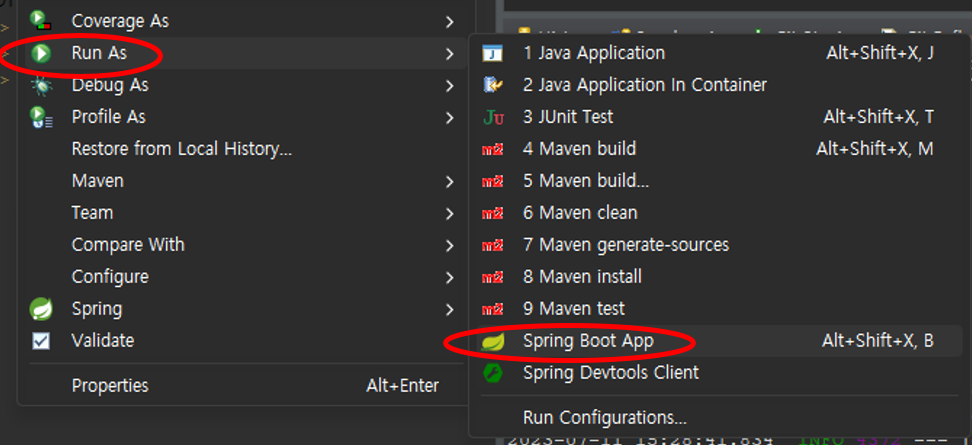 Coverage As
Run As
Debug As
Profile As
Restore from Local History...
Maven
Team
Compare With
Configure
Spring
Validate
Properties Alt+Enter
1 Java Application Alt+Shift+X, J
2 Java Application In Container
3 JUnit Test Alt+Shift+X, T
4 Maven build Alt+Shift+X, M
5 Maven build...
6 Maven clean
7 Maven generate-sources
8 Maven install
9 Maven test
Spring Boot App Alt+Shift+X, B
Spring Devtools Client
Run Configurations...